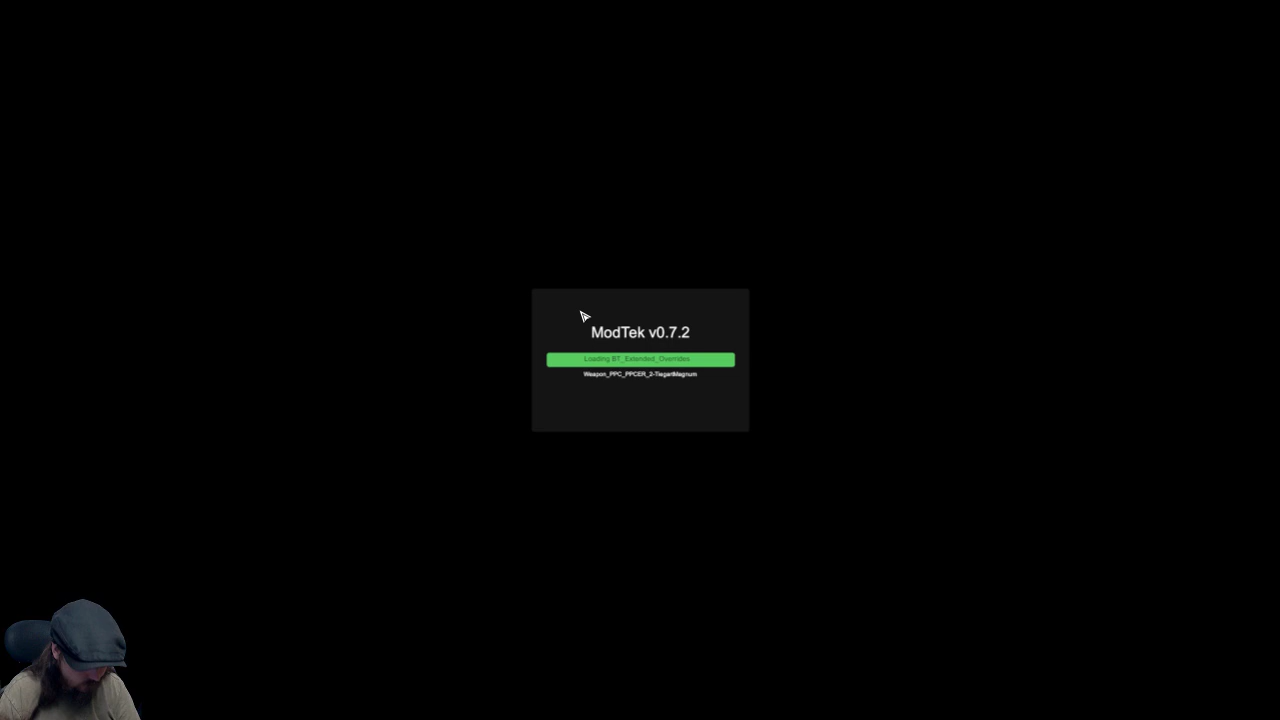 ModTek v0.7.2
Loading BT_Extended_Overrides
Weapon_PPC_PPCER_2-TiegartMagnum